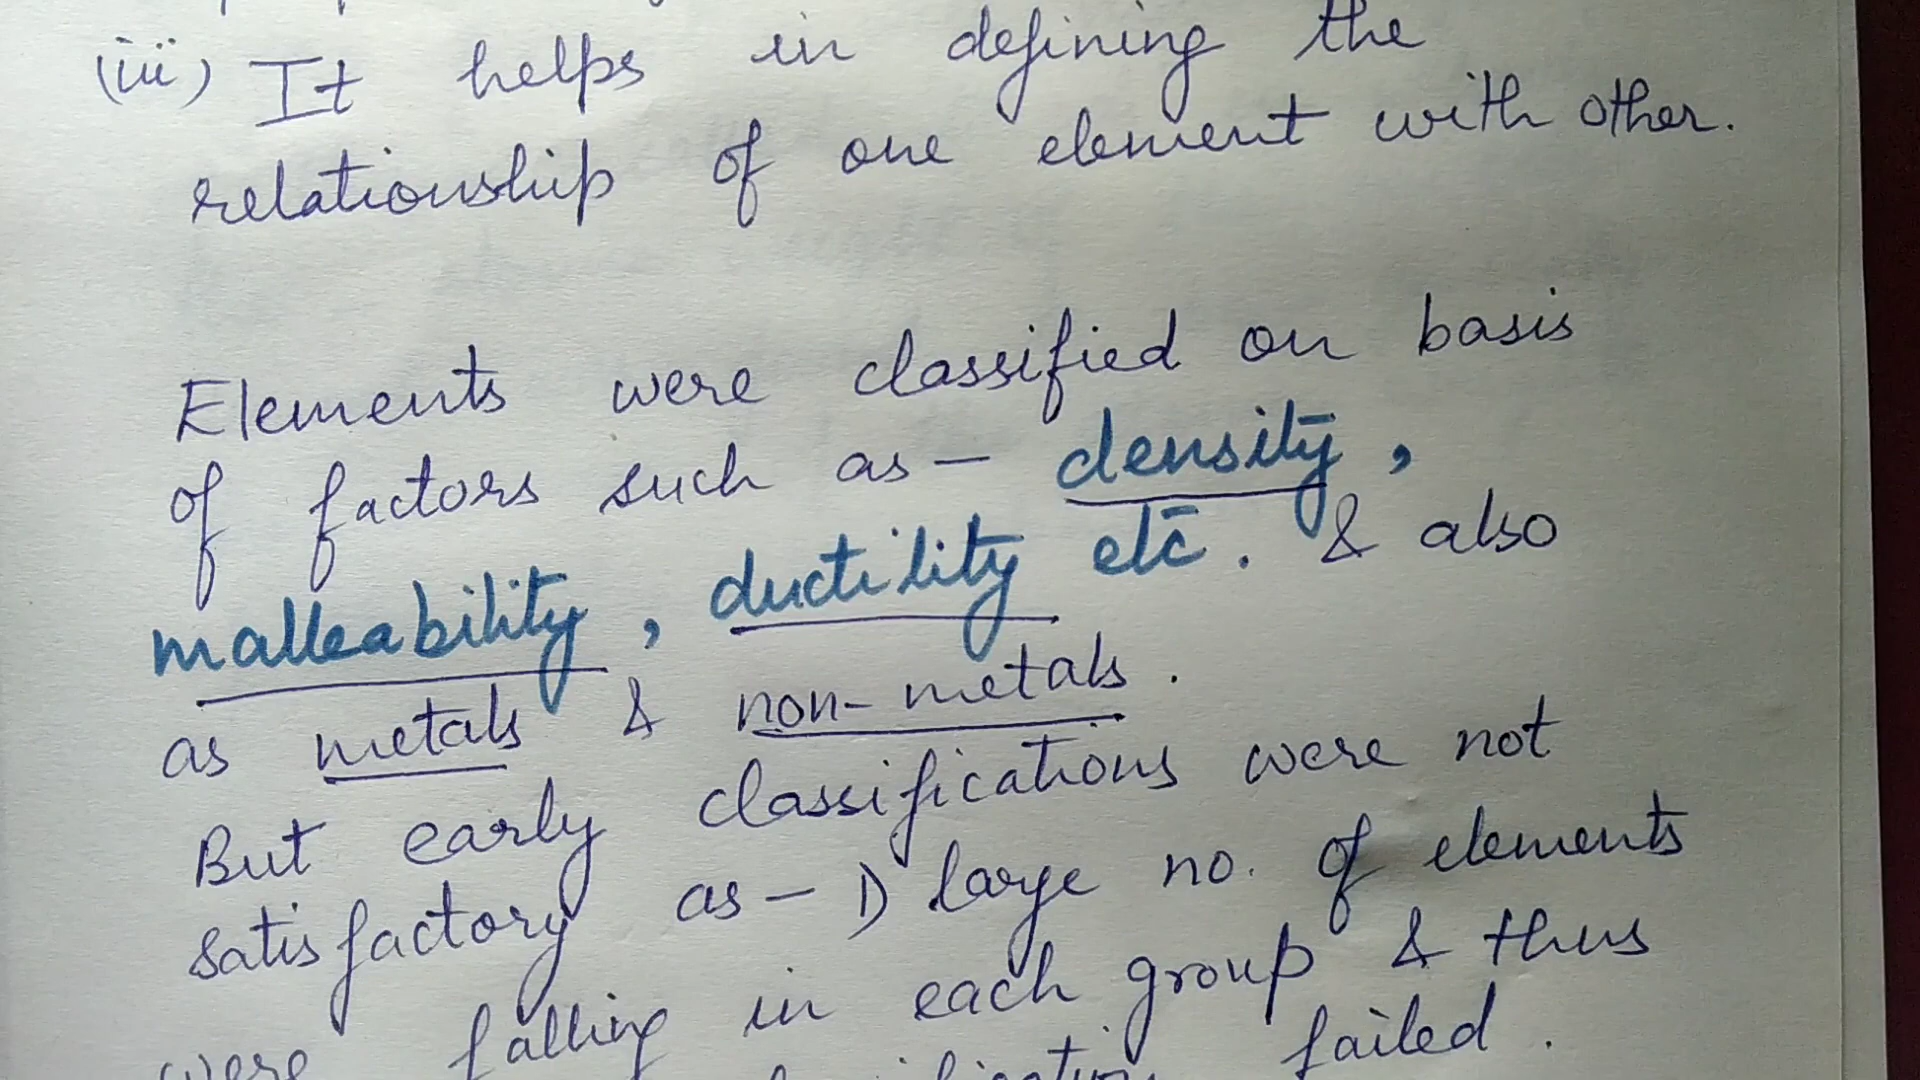 (iii) It helps in defining the
relationship of one element with other.
Elements were classified on basis
of factors such as - density,
malleability, ductility etc. & also
as metals & non-metals.
But early classifications were not
satisfactory as - 1) large no. of elements
were falling in each group & thus
failed.